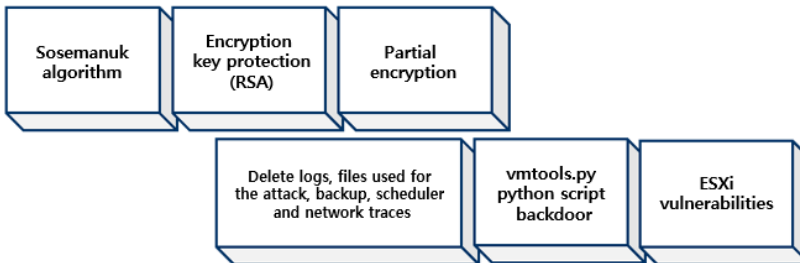 Sosemanuk
algorithm
Encryption
key protection
(RSA)
Partial
encryption
Delete logs, files used for
the attack, backup, scheduler
and network traces
vmtools.py
python script
backdoor
ESXi
vulnerabilities